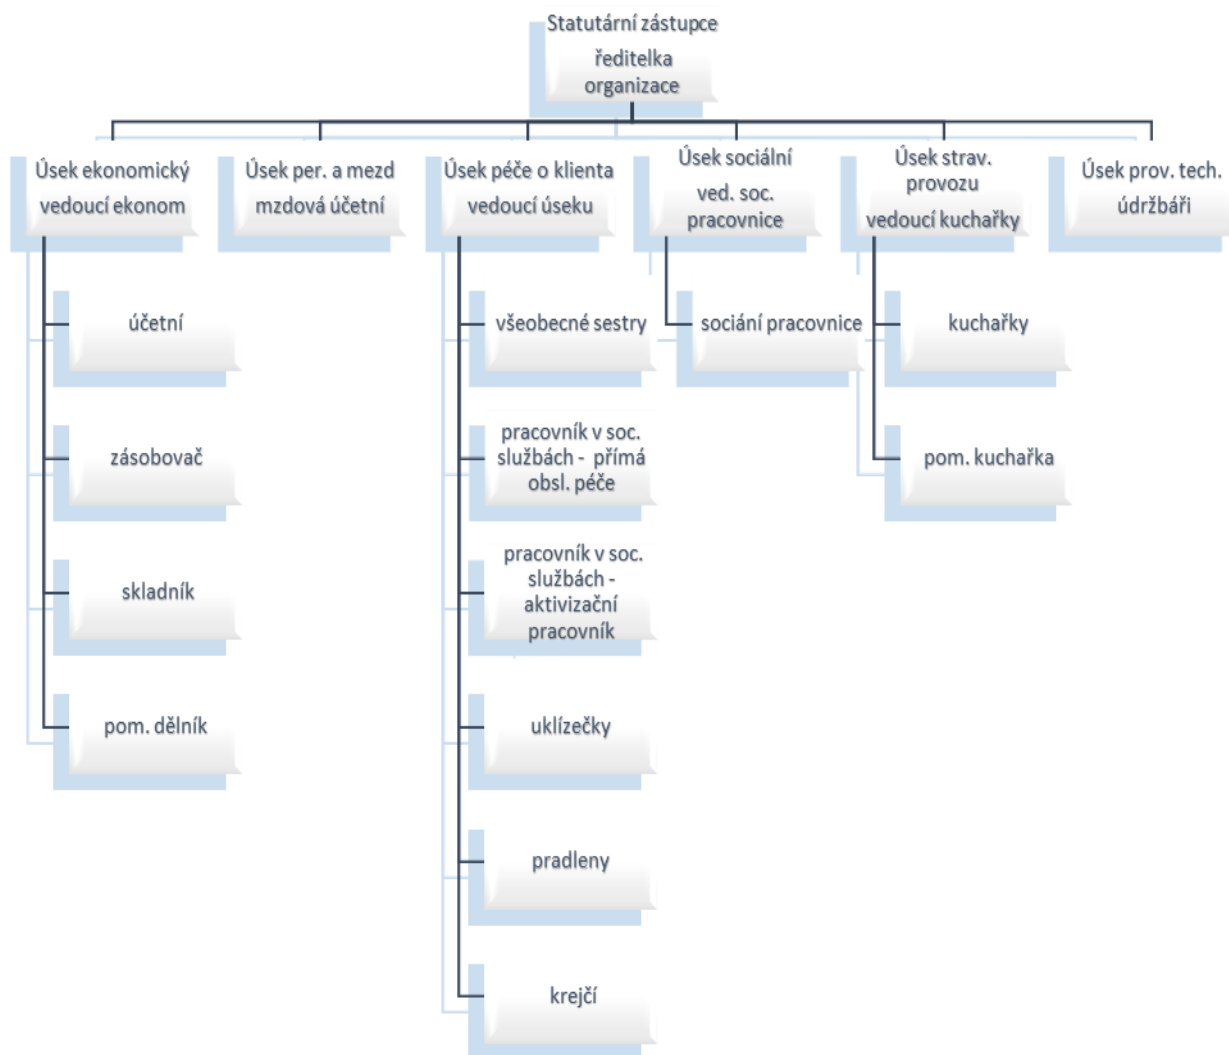 Statutární zástupce
ředitelka
organizace
Úsek ekonomický
vedoucí ekonom
Úsek per. a mezd
mzdová účetní
Úsek péče o klienta
vedoucí úseku
Úsek sociální
ved. soc.
pracovnice
Úsek strav.
provozu
vedoucí kuchařky
Úsek prov. tech.
údržbáři
účetní
zásobovač
skladník
pom. dělník
všeobecné sestry
pracovník v soc.
službách - přímá
obsl. péče
pracovník v soc.
službách -
aktivizační
pracovník
uklízečky
pradleny
krejčí
sociání pracovnice
kuchařky
pom. kuchařka